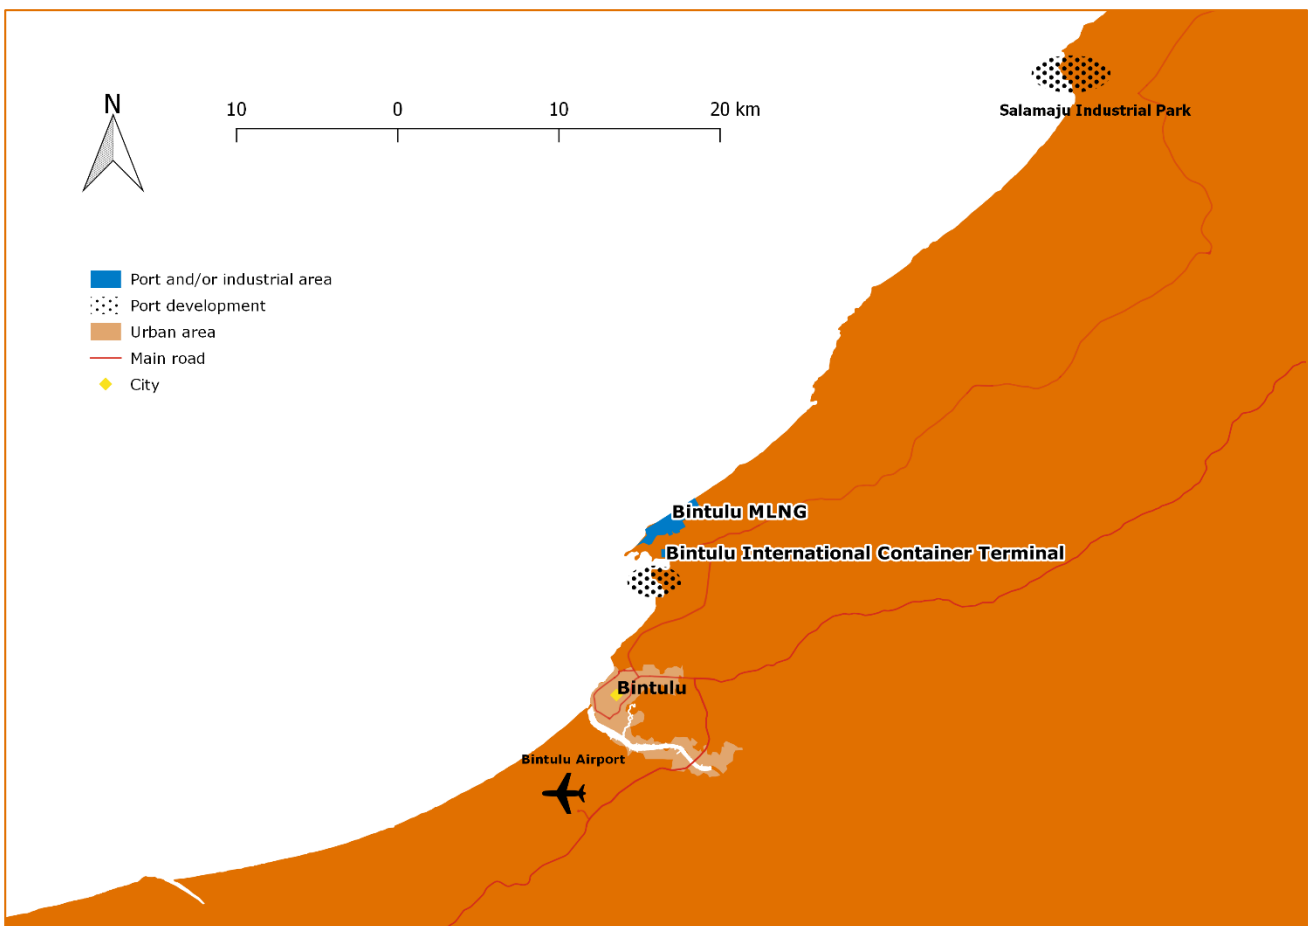 N
10 0 10 20 km
Salamaju Industrial Park
Port and/or industrial area
Port development
Urban area
Main road
City
Bintulu MLNG
Bintulu International Container Terminal
Bintulu
Bintulu Airport